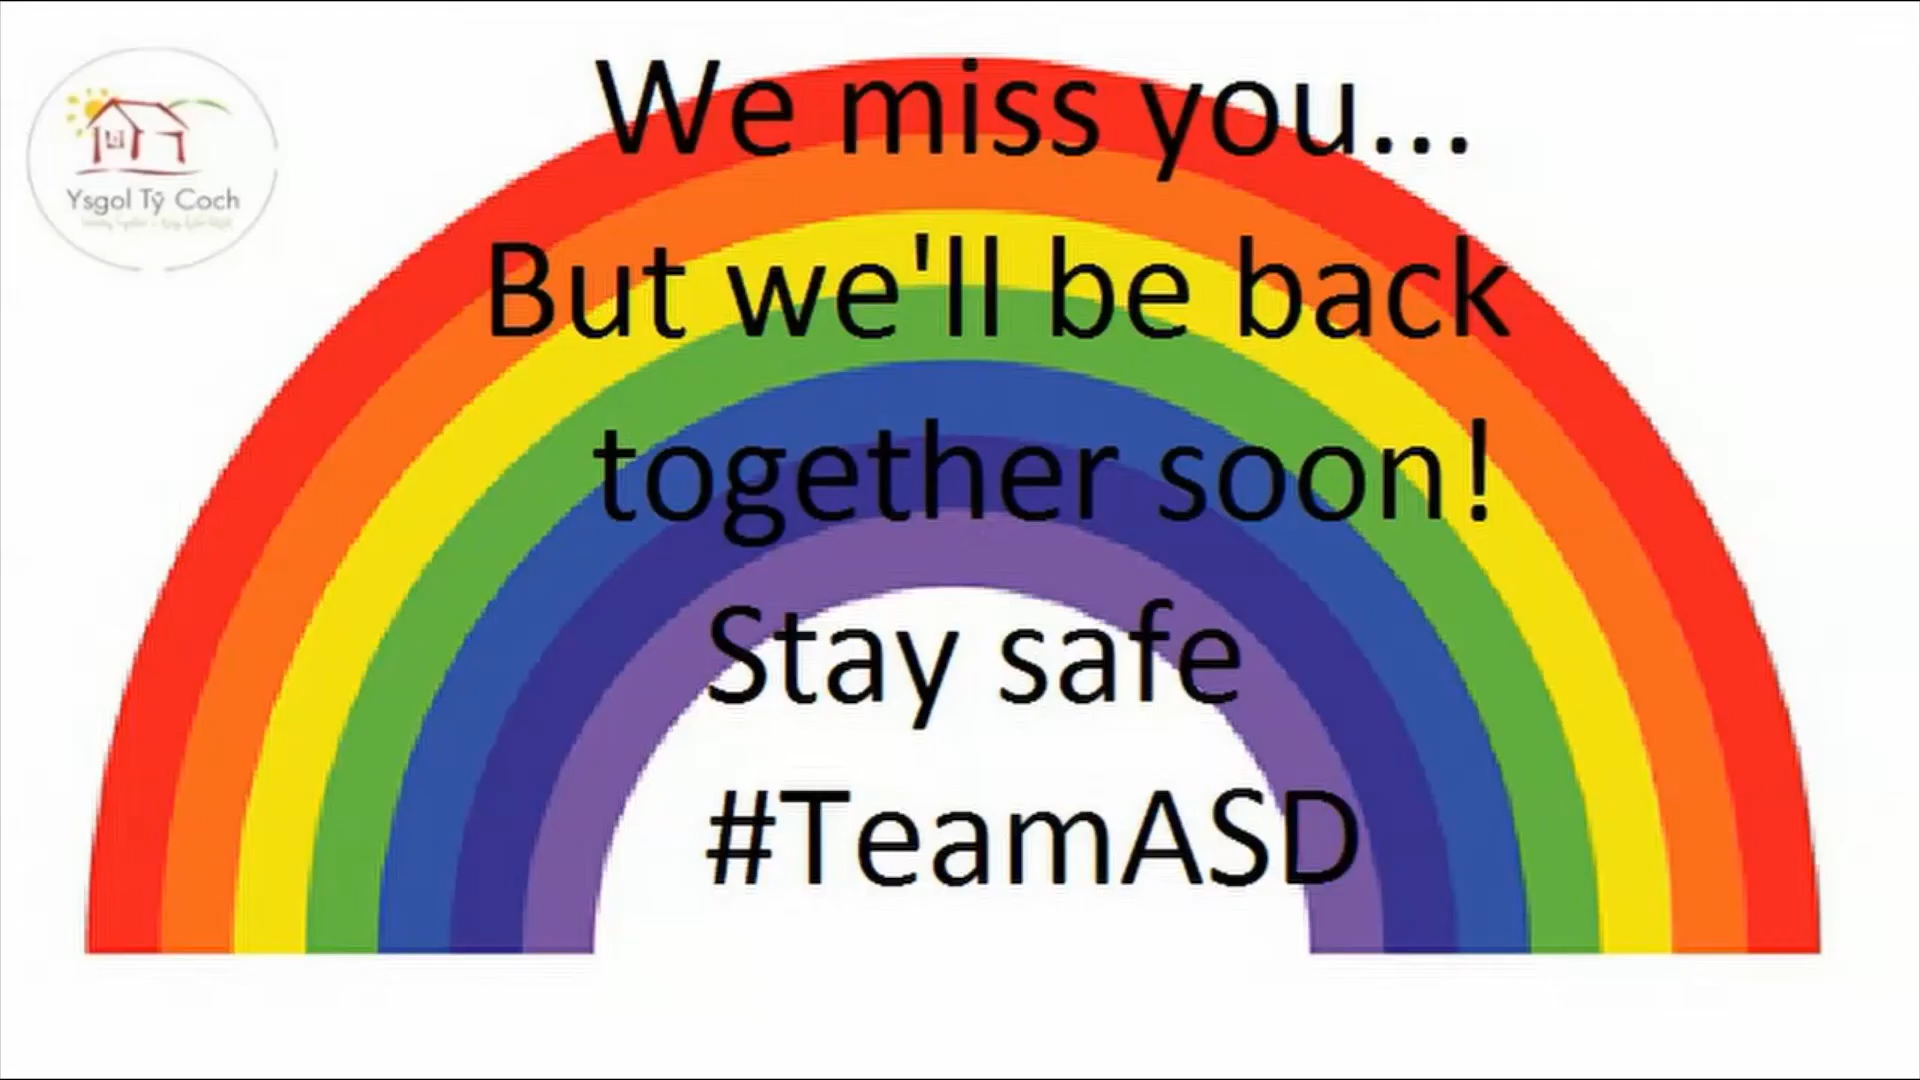 Ysgol Tŷ Coch
We miss you...
But we'll be back
together soon!
Stay safe
#TeamASD